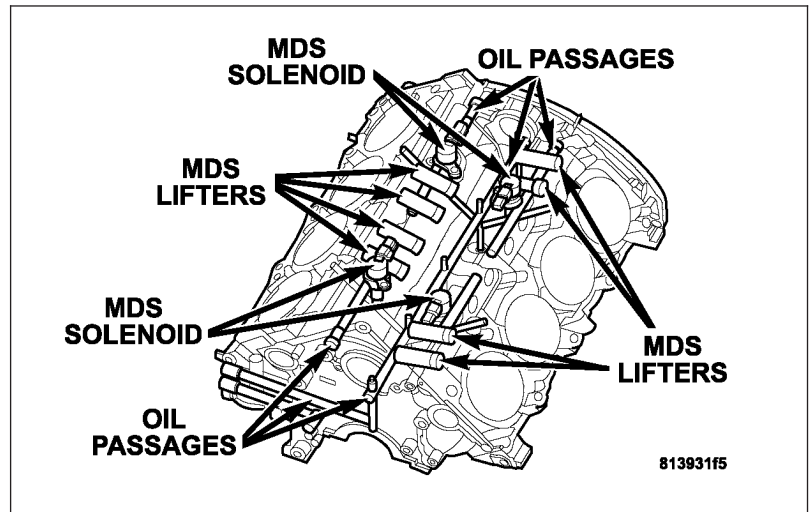 MDS
SOLENOID
OIL PASSAGES
MDS
LIFTERS
MDS
SOLENOID
MDS
LIFTERS
OIL
PASSAGES
813931f5